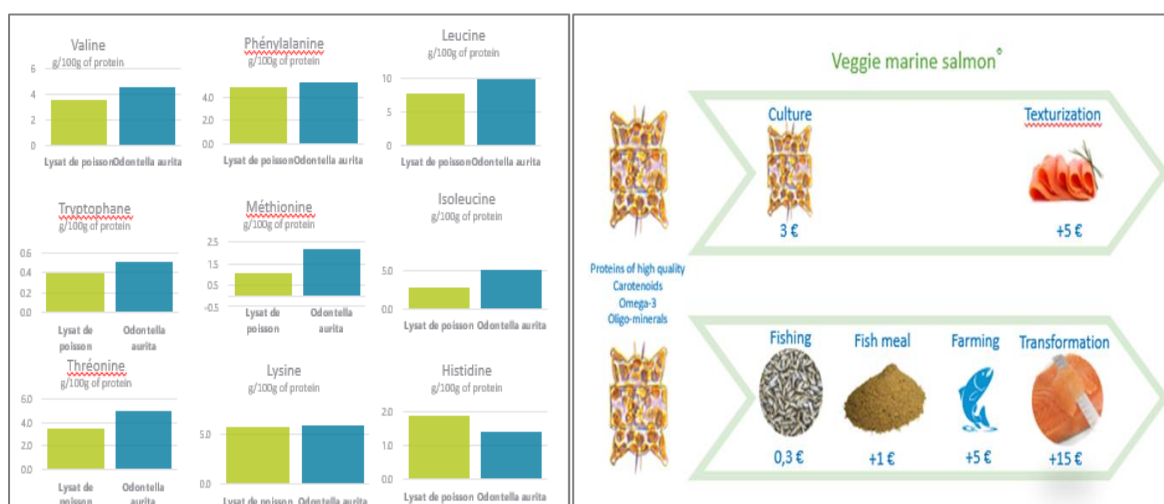 Valine
g/100g of protein
6
4
2
0
Lysat de poisson Odontella aurita
Phénylalanine
g/100g of protein
4.0
2.0
0.0
Lysat de poisson Odontella aurita
Leucine
g/100g of protein
10
5
0
Lysat de poisson Odontella aurita
Tryptophane
g/100g of protein
0.6
0.4
0.2
0.0
Lysat de
poisson
Odontella
aurita
Méthionine
g/100g of protein
2.5
1.5
0.5
-0.5
Lysat de
poisson
Odontella
aurita
Isoleucine
g/100g of protein
5.0
0.0
Lysat de poisson Odontella aurita
Thréonine
g/100g of protein
6.0
4.0
2.0
0.0
Lysat de
poisson
Odontella
aurita
Lysine
g/100g of protein
5.0
0.0
Lysat de poisson Odontella aurita
Histidine
g/100g of protein
2.0
1.0
0.0
Lysat de poisson Odontella aurita
Veggie marine salmon
Culture
3 €
Texturization
+5 €
Proteins of high quality
Carotenoids
Omega-3
Oligo-minerals
Fishing
0,3 €
Fish meal
+1 €
Farming
+5 €
Transformation
+15 €